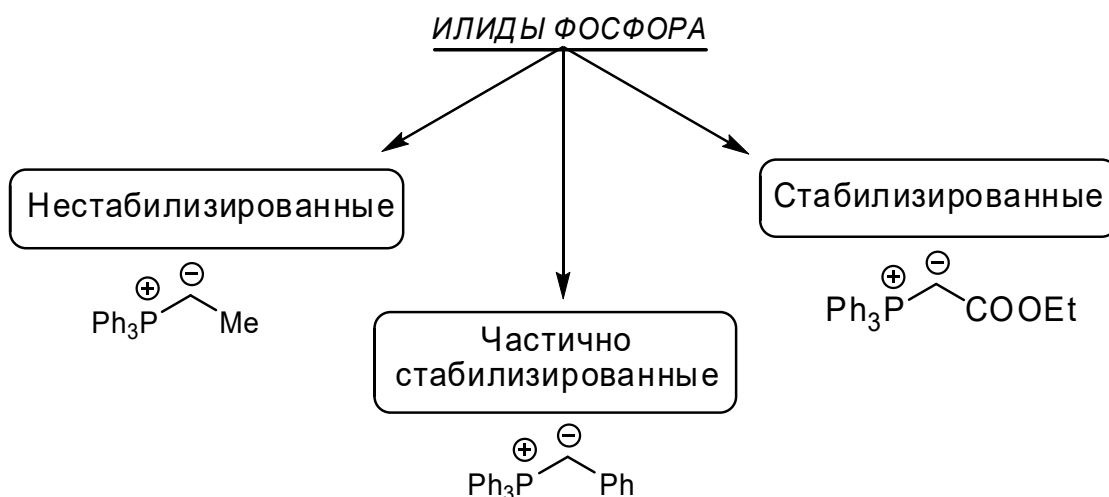 ИЛИДЫ ФОСФОРА
Нестабилизированные
Ph₃P⊕ ⊖ Me
Частично
стабилизированные
Ph₃P⊕ ⊖ Ph
Стабилизированные
Ph₃P⊕ ⊖ COOEt